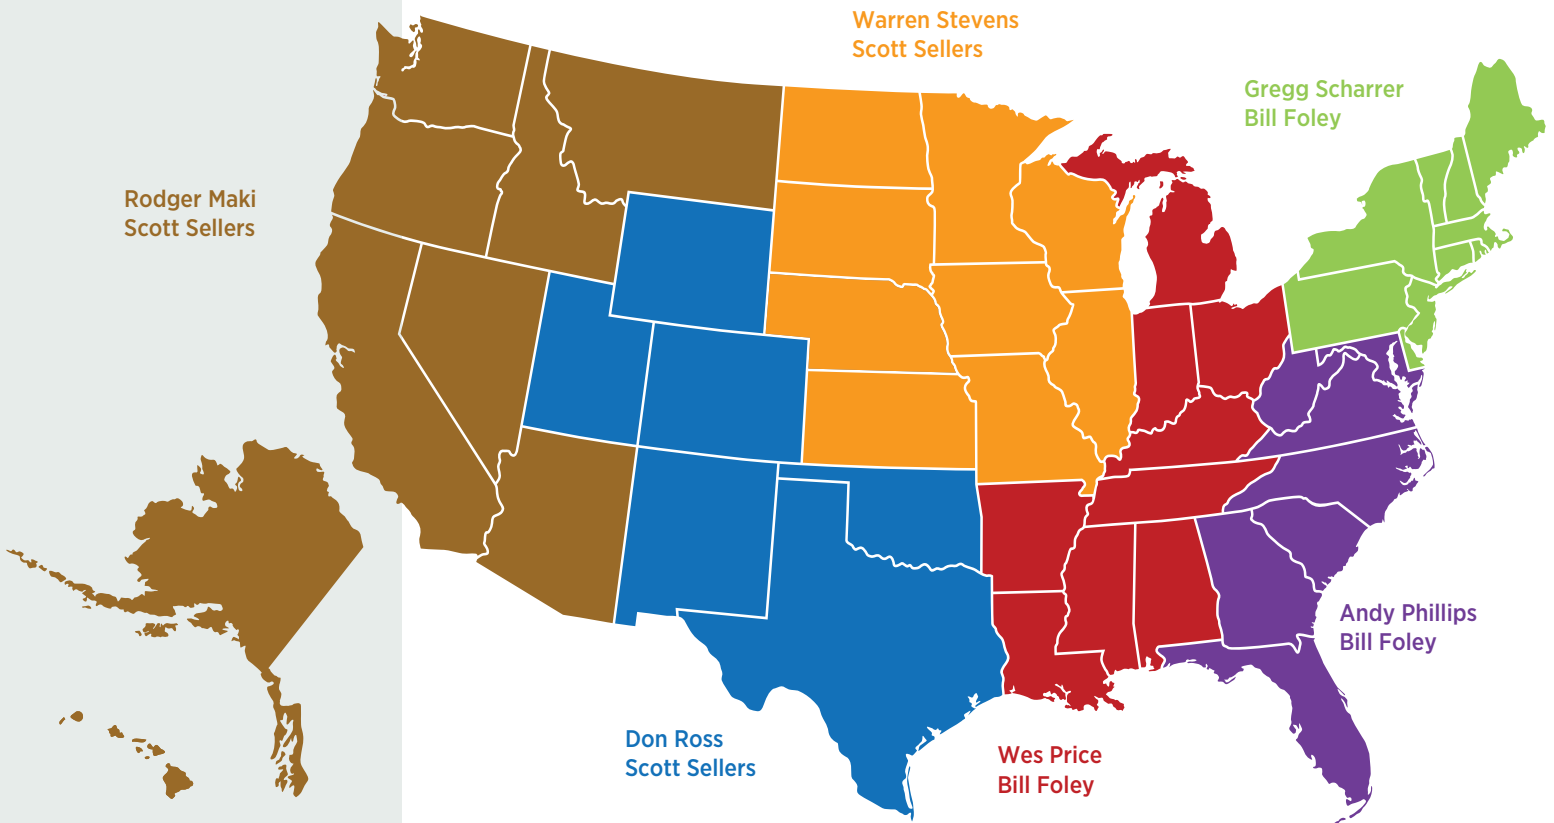 Warren Stevens
Scott Sellers
Gregg Scharrer
Bill Foley
Rodger Maki
Scott Sellers
Andy Phillips
Bill Foley
Don Ross
Scott Sellers
Wes Price
Bill Foley